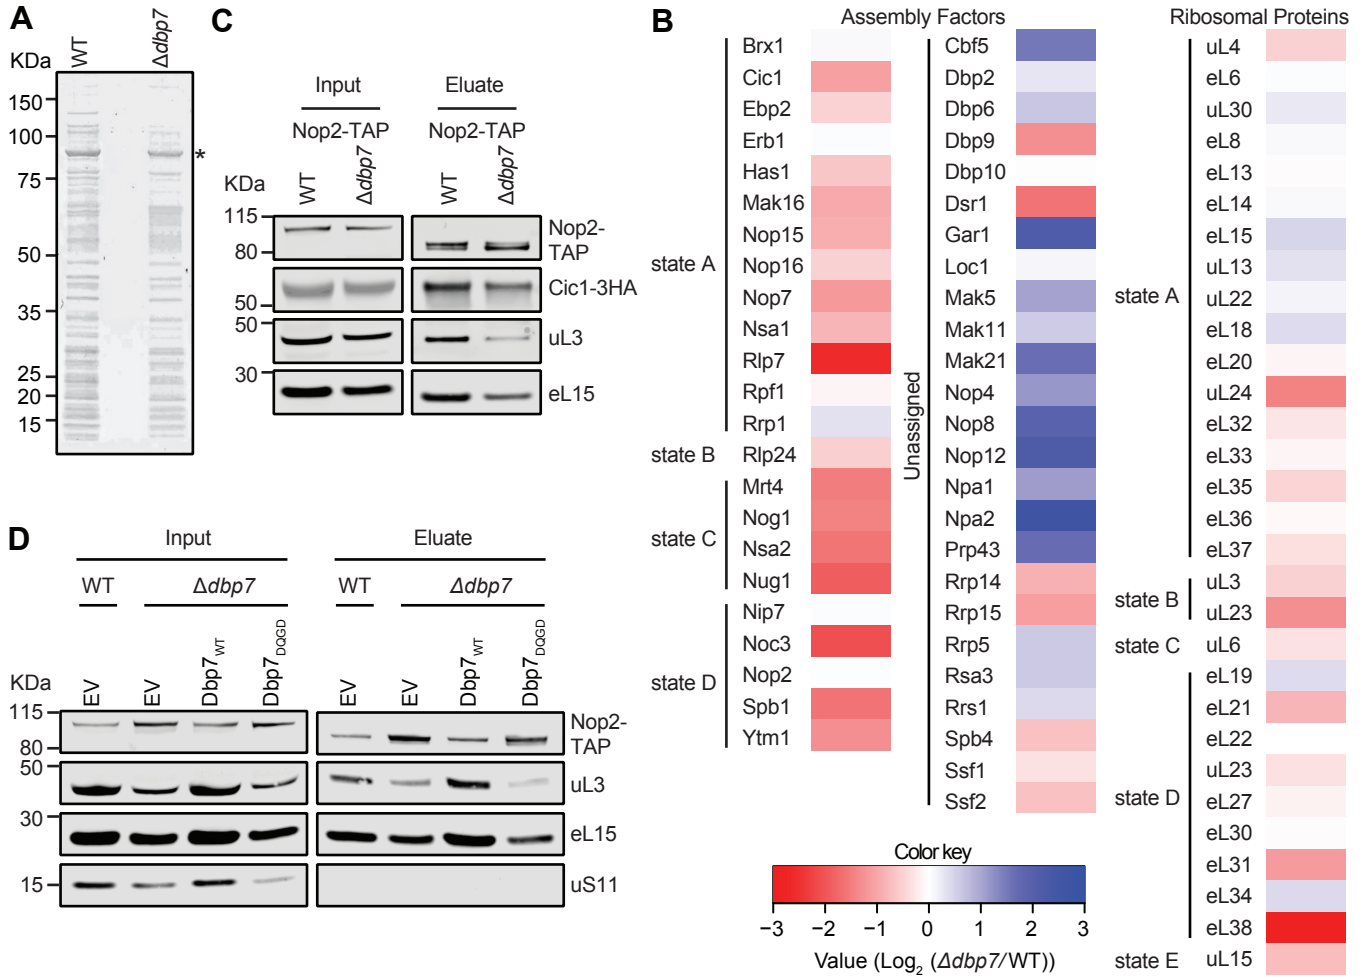 A
WT
Δdbp7
KDa
150
100
75
50
35
25
20
15
*
C
Input
Eluate
Nop2-TAP
Nop2-TAP
KDa
WT
Δdbp7
WT
Δdbp7
115
80
50
50
30
Nop2-
TAP
Cic1-3HA
uL3
eL15
D
Input
Eluate
WT
Δdbp7
WT
Δdbp7
KDa
EV
EV
Dbp7WT
Dbp7DQGD
EV
EV
Dbp7WT
Dbp7DQGD
115
80
50
30
15
Nop2-
TAP
uL3
eL15
uS11
B
Assembly Factors
Ribosomal Proteins
state A
Brx1
Cic1
Ebp2
Erb1
Has1
Mak16
Nop15
Nop16
Nop7
Nsa1
Rlp7
Rpf1
Rrp1
state B
Rlp24
state C
Mrt4
Nog1
Nsa2
Nug1
state D
Nip7
Noc3
Nop2
Spb1
Ytm1
Unassigned
Cbf5
Dbp2
Dbp6
Dbp9
Dbp10
Dsr1
Gar1
Loc1
Mak5
Mak11
Mak21
Nop4
Nop8
Nop12
Npa1
Npa2
Prp43
Rrp14
Rrp15
Rrp5
Rsa3
Rrs1
Spb4
Ssf1
Ssf2
state A
uL4
eL6
uL30
eL8
eL13
eL14
eL15
uL13
uL22
eL18
eL20
uL24
eL32
eL33
eL35
eL36
eL37
state B
uL3
uL23
state C
uL6
state D
eL19
eL21
eL22
uL23
eL27
eL30
eL31
eL34
eL38
state E
uL15
Color key
−3 −2 −1 0 1 2 3
Value (Log2 (Δdbp7/WT))